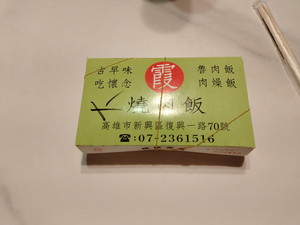 古早味 霞 魯肉飯
吃懷念 肉燥飯
燒肉飯
高雄市新興區復興一路70號
☎:07-2361516